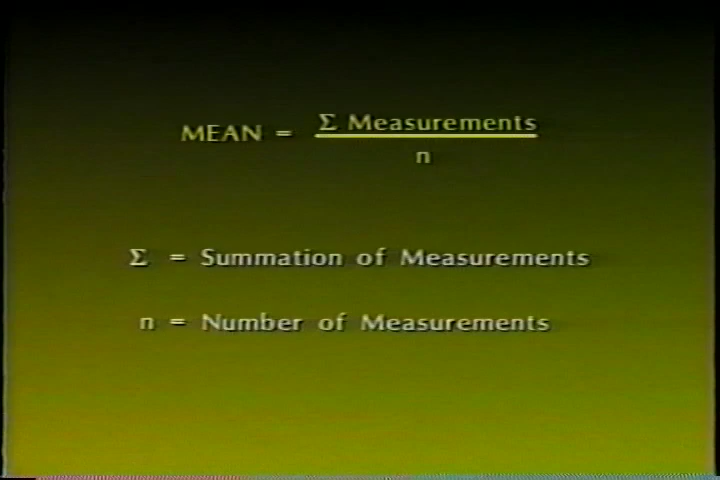 MEAN = Σ Measurements
n
Σ = Summation of Measurements
n = Number of Measurements